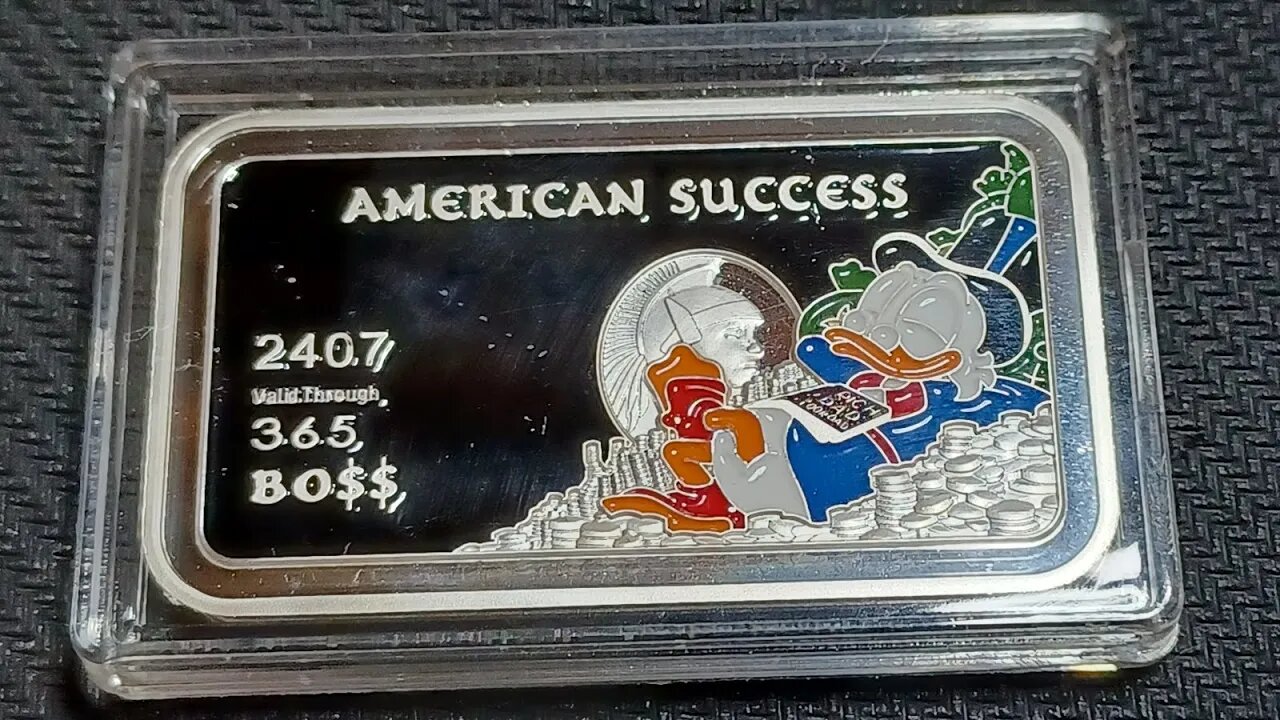 AMERICAN SUCCESS
2407
Valid Through
365
BO$$